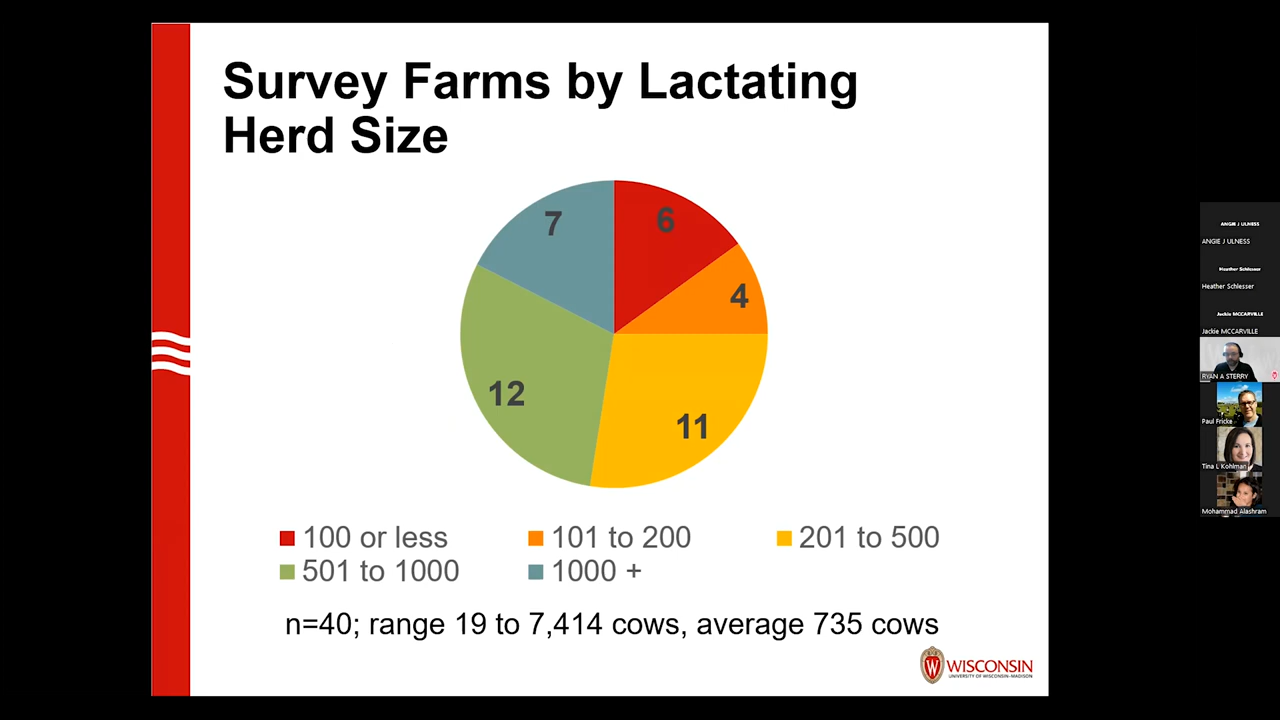 Survey Farms by Lactating
Herd Size
7
6
4
12
11
100 or less
101 to 200
201 to 500
501 to 1000
1000 +
n=40; range 19 to 7,414 cows, average 735 cows
W WISCONSIN
UNIVERSITY OF WISCONSIN-MADISON
ANGIE J ULNESS
ANGIE J ULNESS
Heather Schlesser
Heather Schlesser
Jackie MCCARVILLE
Jackie MCCARVILLE
RYAN A STERRY
Paul Fricke
Tina L Kohlman
Mohammad Alashram